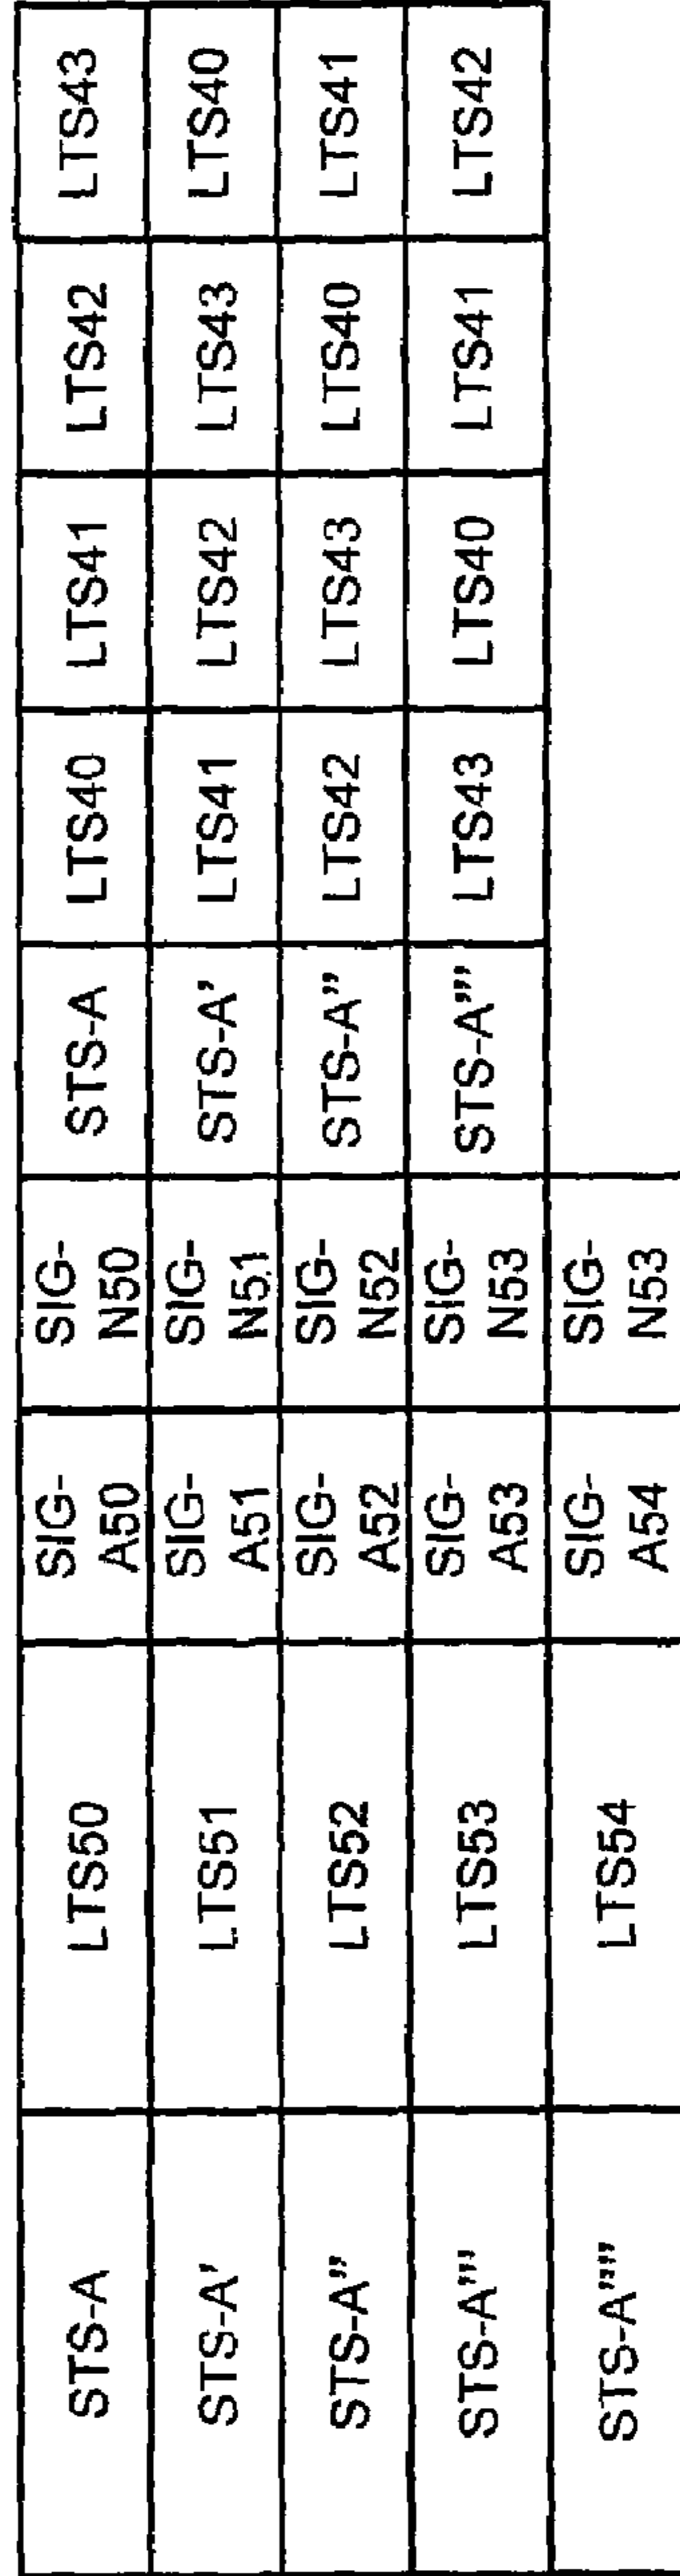 STS-A LTS50 SIG-A50 SIG-N50 STS-A LTS40 LTS41 LTS42 LTS43
STS-A' LTS51 SIG-A51 SIG-N51 STS-A' LTS41 LTS42 LTS43 LTS40
STS-A'' LTS52 SIG-A52 SIG-N52 STS-A'' LTS42 LTS43 LTS40 LTS41
STS-A''' LTS53 SIG-A53 SIG-N53 STS-A''' LTS43 LTS40 LTS41 LTS42
STS-A'''' LTS54 SIG-A54 SIG-N53